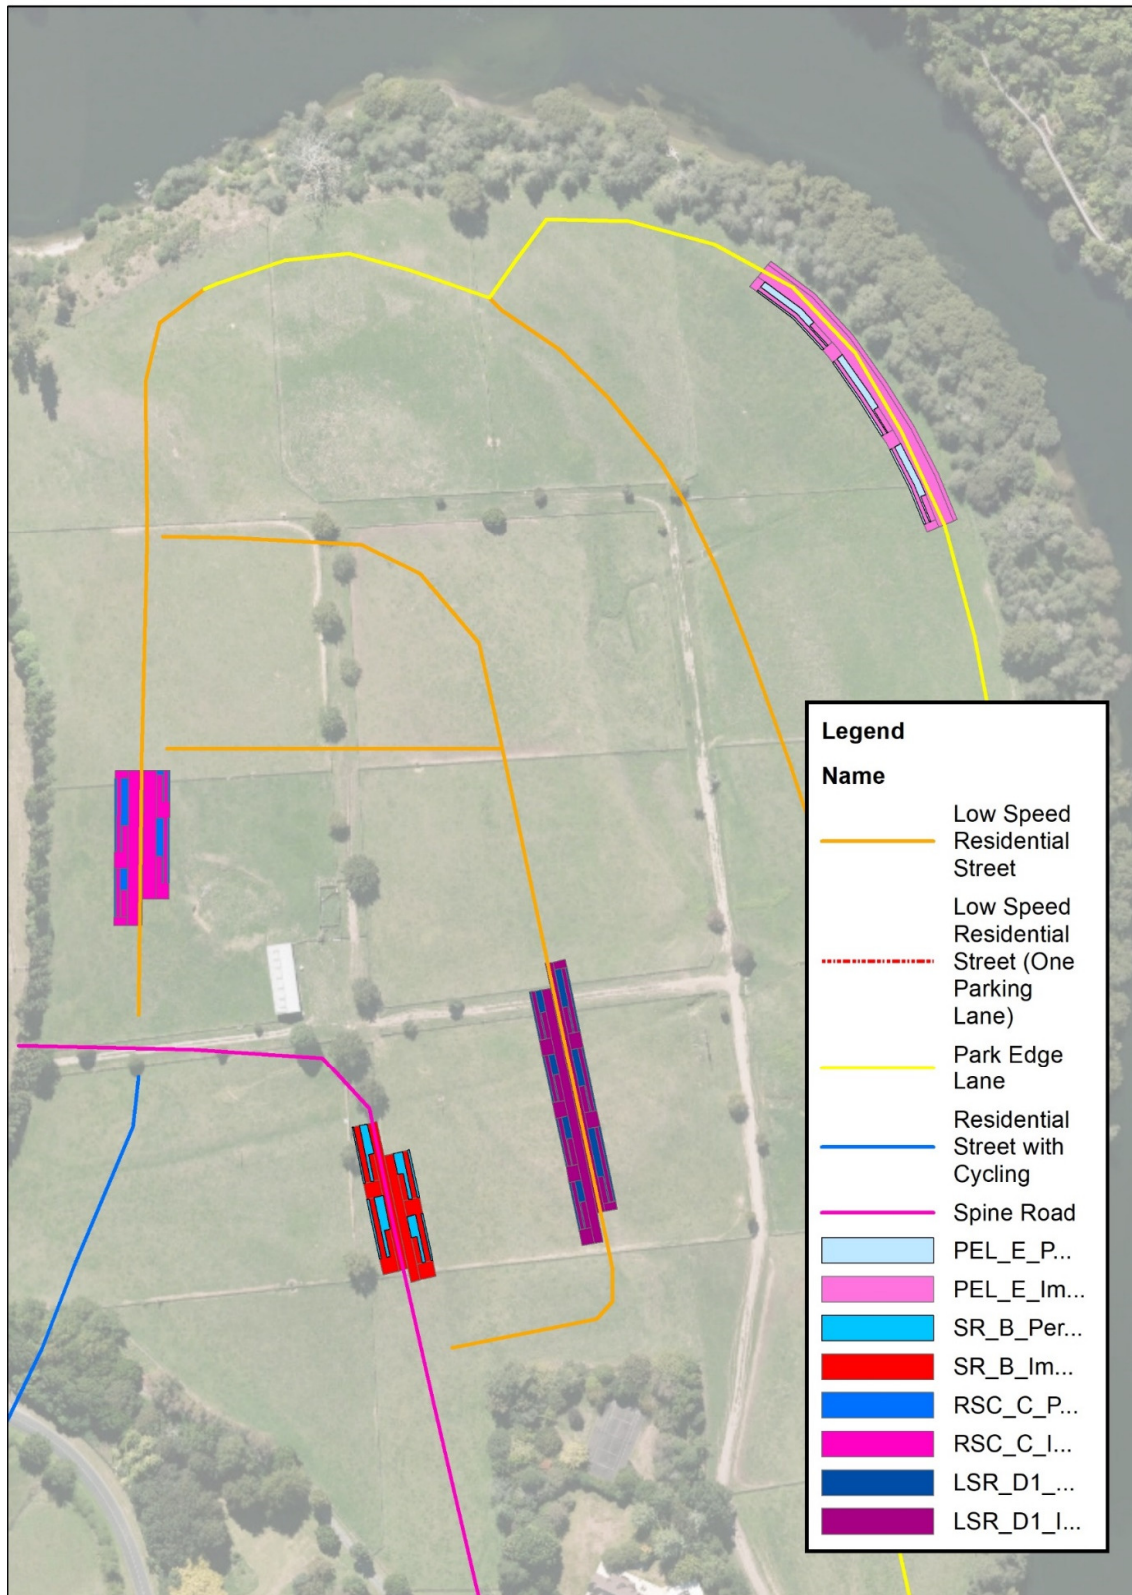 Legend
Name
Low Speed
Residential
Street
Low Speed
Residential
Street (One
Parking
Lane)
Park Edge
Lane
Residential
Street with
Cycling
Spine Road
PEL_E_P...
PEL_E_Im...
SR_B_Per...
SR_B_Im...
RSC_C_P...
RSC_C_I...
LSR_D1_...
LSR_D1_I...